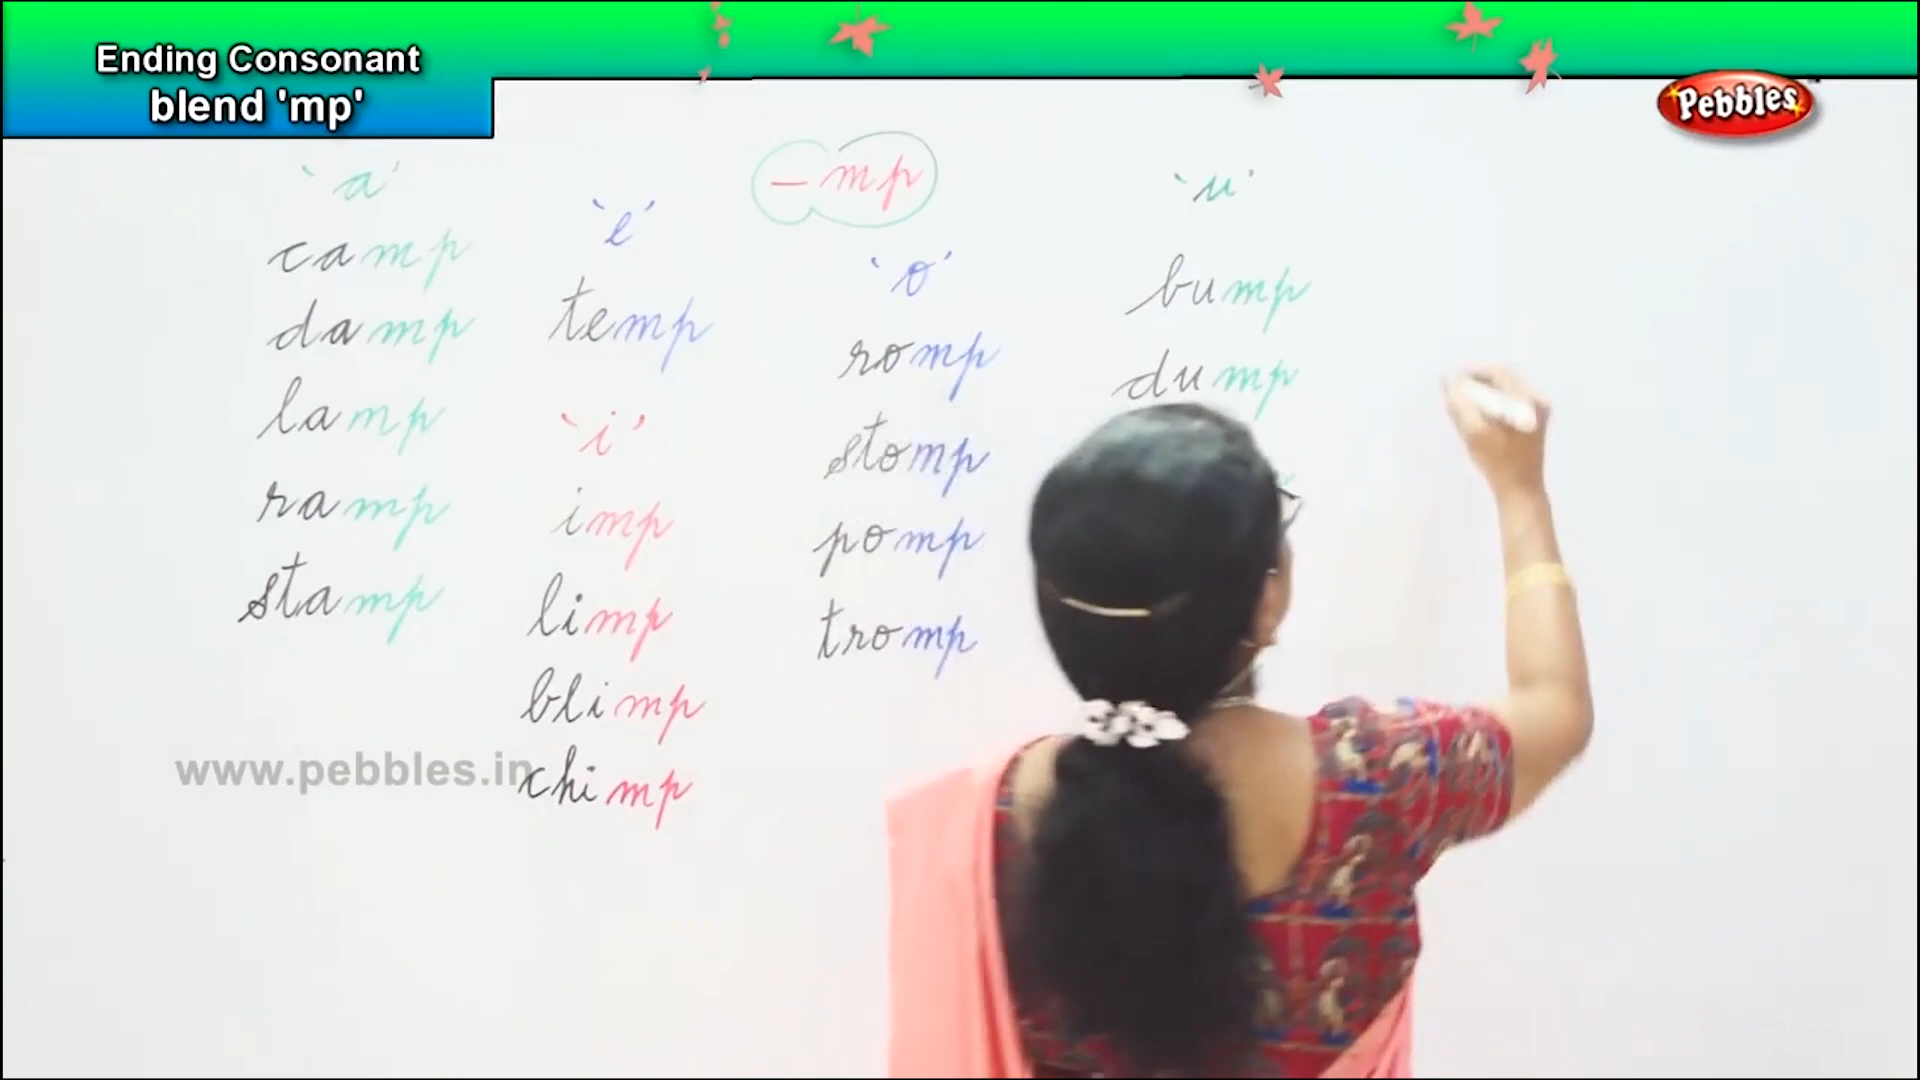 Ending Consonant
blend 'mp'
Pebbles
- mp
'a'
camp
damp
lamp
ramp
stamp
'e'
temp
'i'
imp
limp
blimp
chimp
'o'
romp
stomp
pomp
tromp
'u'
bump
dump
www.pebbles.in